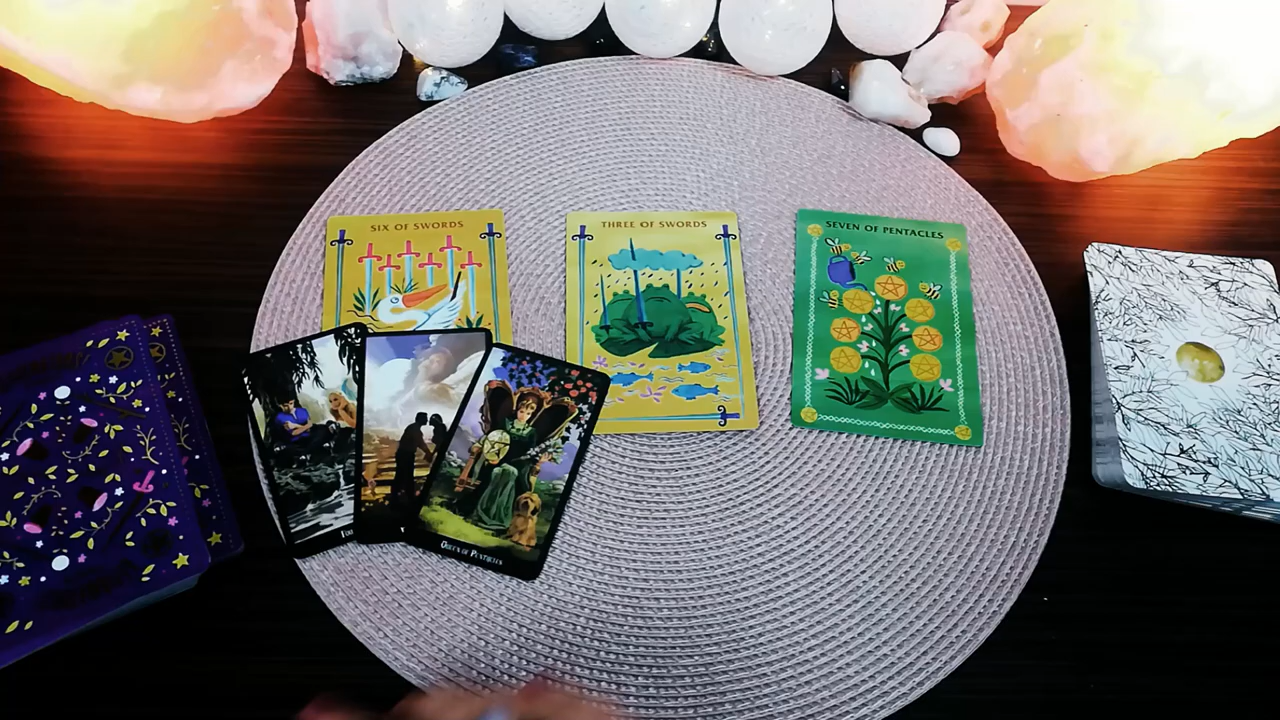 SIX OF SWORDS
THREE OF SWORDS
SEVEN OF PENTACLES
QUEEN OF PENTACLES